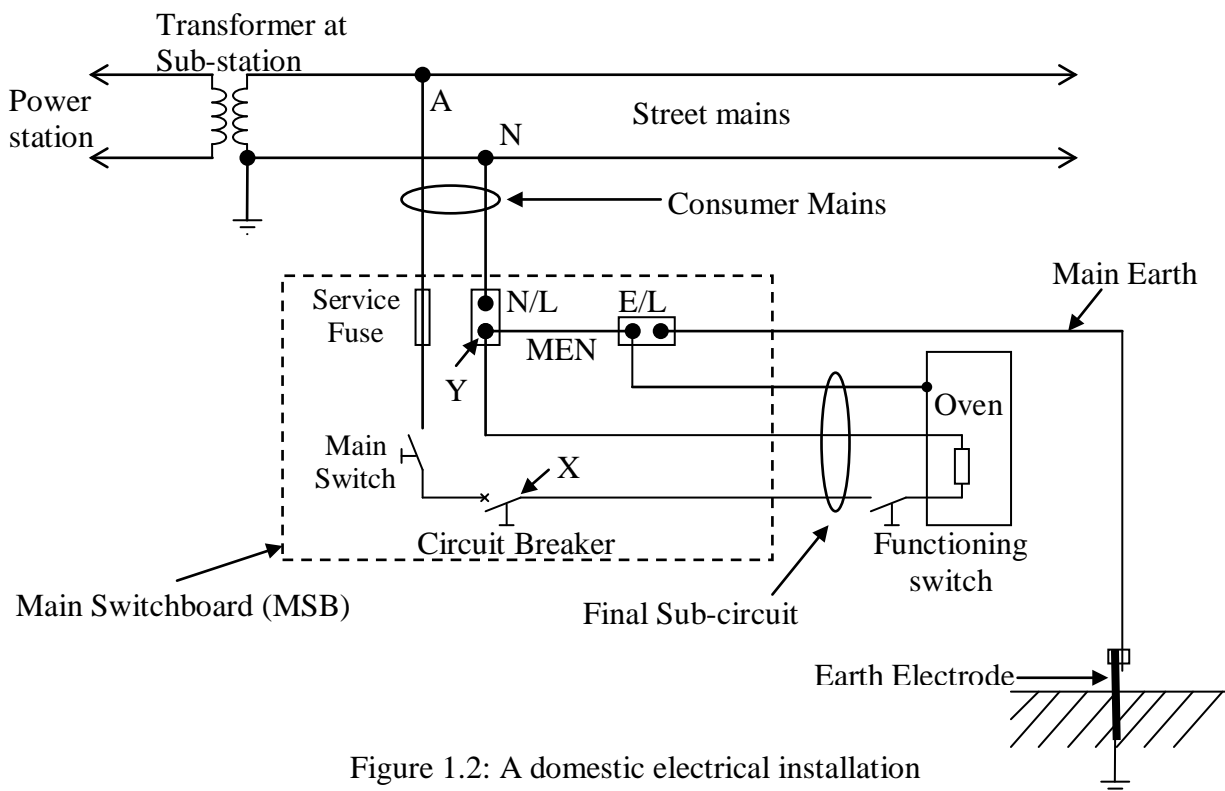 Transformer at
Sub-station
Power
station
A
Street mains
N
Consumer Mains
Main Earth
Service
Fuse
N/L
E/L
MEN
Y
Oven
Main
Switch
X
Circuit Breaker
Functioning
switch
Main Switchboard (MSB)
Final Sub-circuit
Earth Electrode
Figure 1.2: A domestic electrical installation